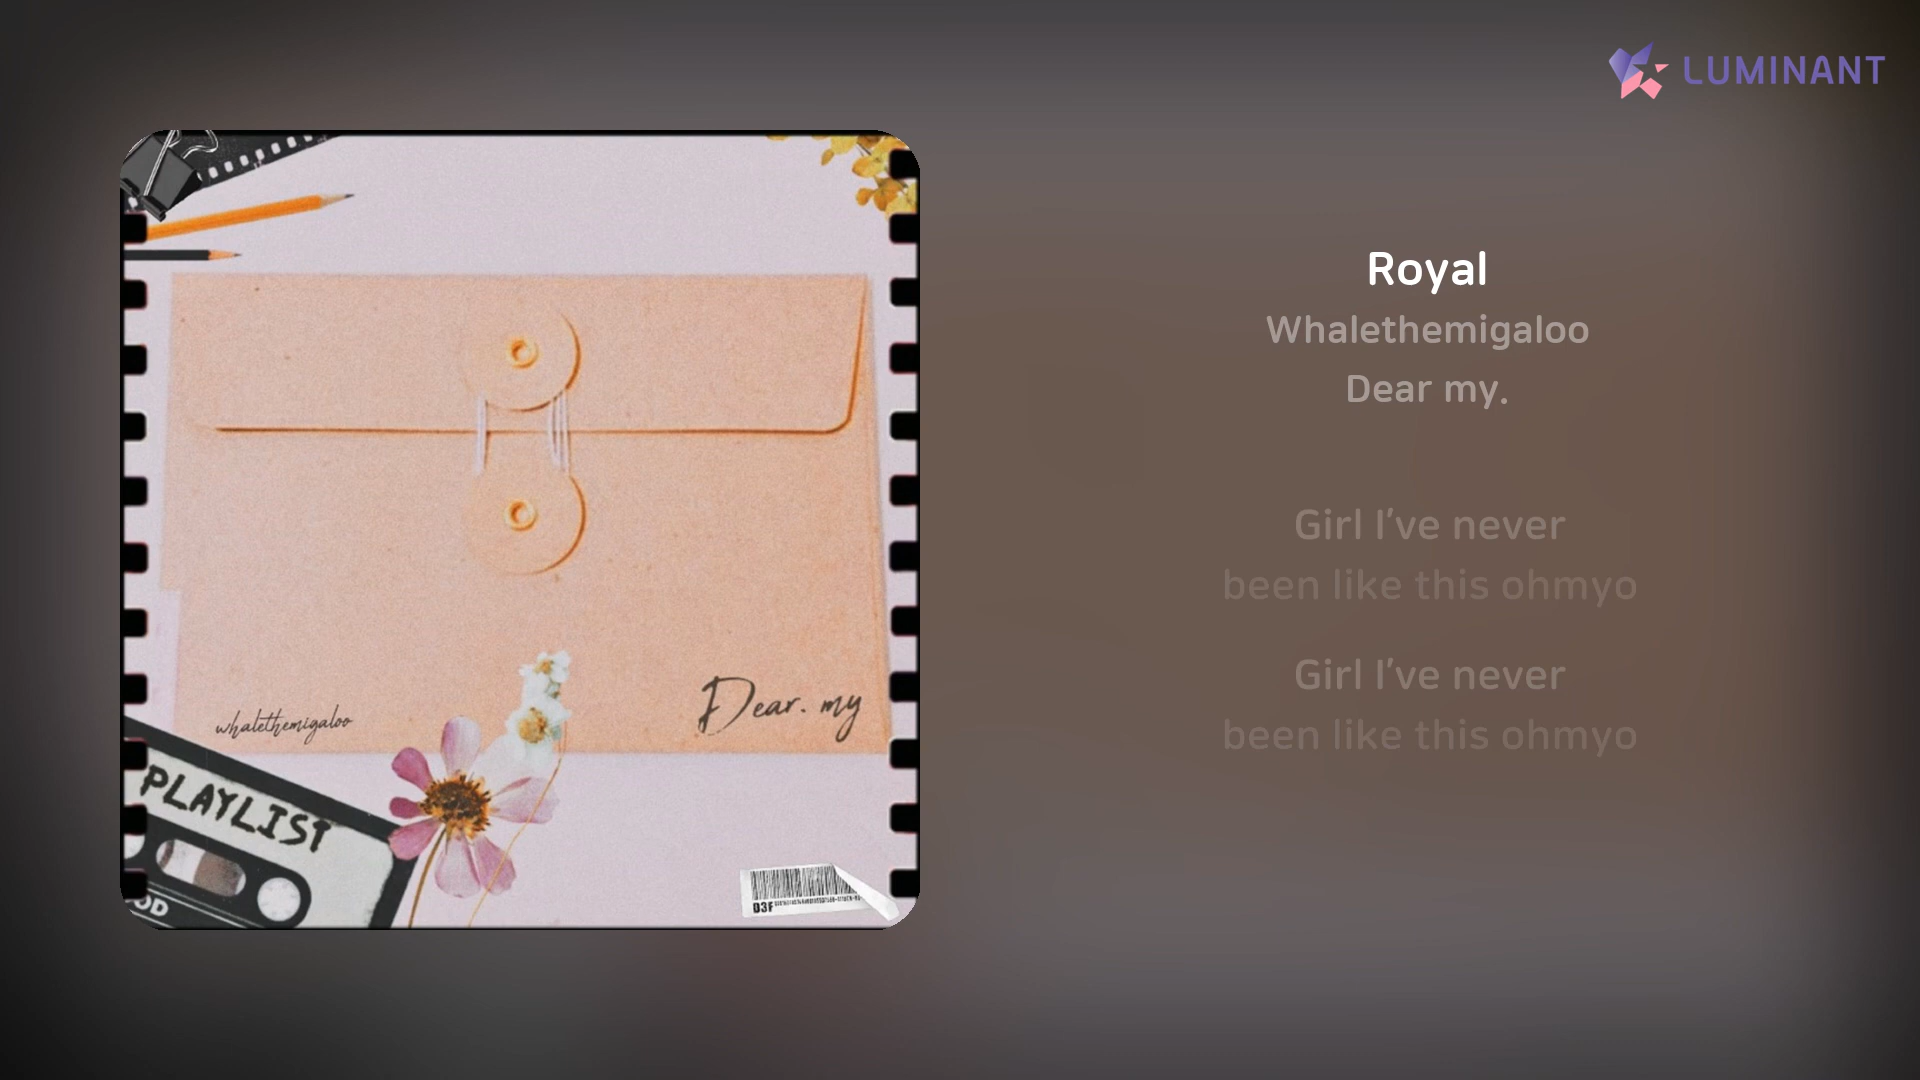 LUMINANT
Royal
Whalethemigaloo
Dear my.
Girl I've never
been like this ohmyo
Girl I've never
been like this ohmyo
Dear. my
whalethemigaloo
PLAYLIST
OD
D3F